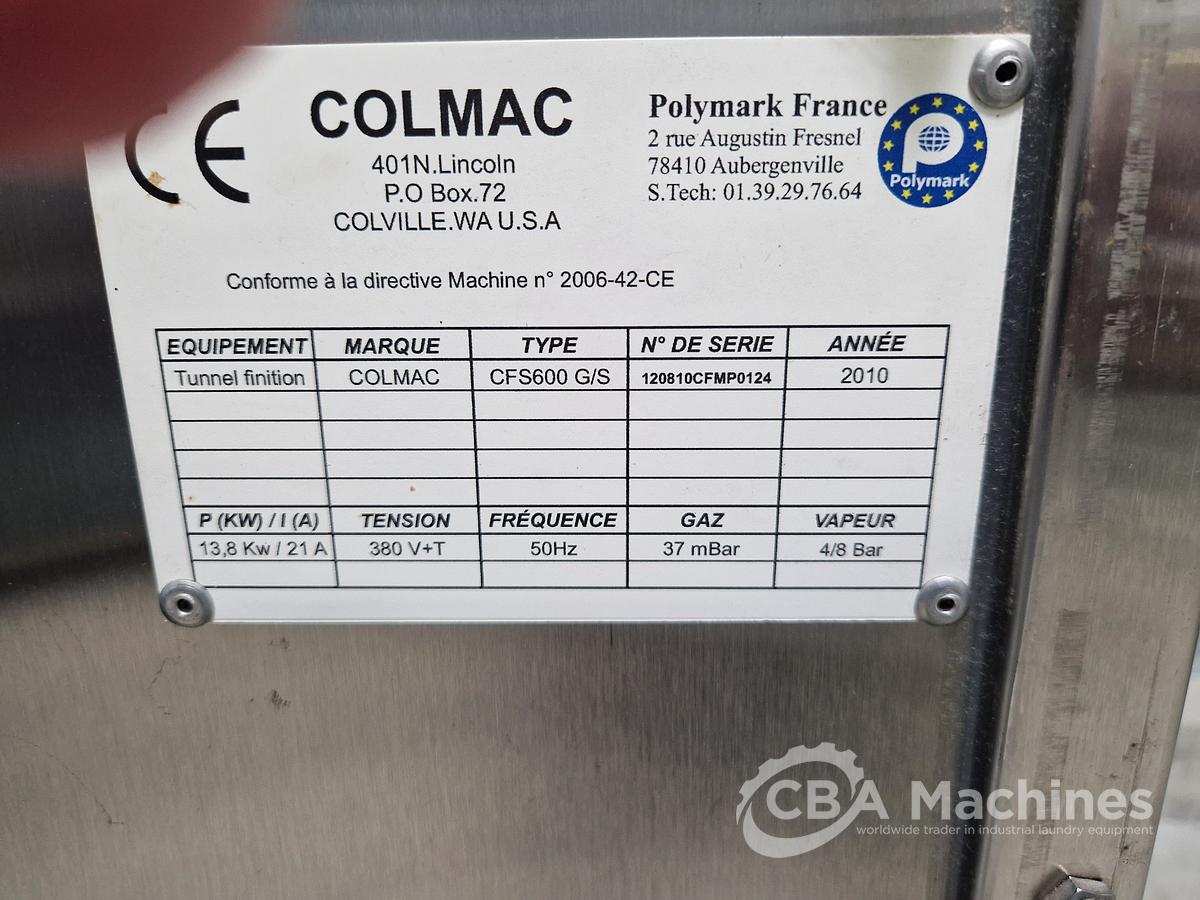 CE
COLMAC
401N.Lincoln
P.O Box.72
COLVILLE.WA U.S.A
Polymark France
2 rue Augustin Fresnel
78410 Aubergenville
S.Tech: 01.39.29.76.64
P
Polymark
Conforme à la directive Machine n° 2006-42-CE
EQUIPEMENT MARQUE TYPE N° DE SERIE ANNÉE
Tunnel finition COLMAC CFS600 G/S 120810CFMP0124 2010
P (KW) / I (A) TENSION FRÉQUENCE GAZ VAPEUR
13,8 Kw / 21 A 380 V+T 50Hz 37 mBar 4/8 Bar
CBA Machines
worldwide trader in industrial laundry equipment